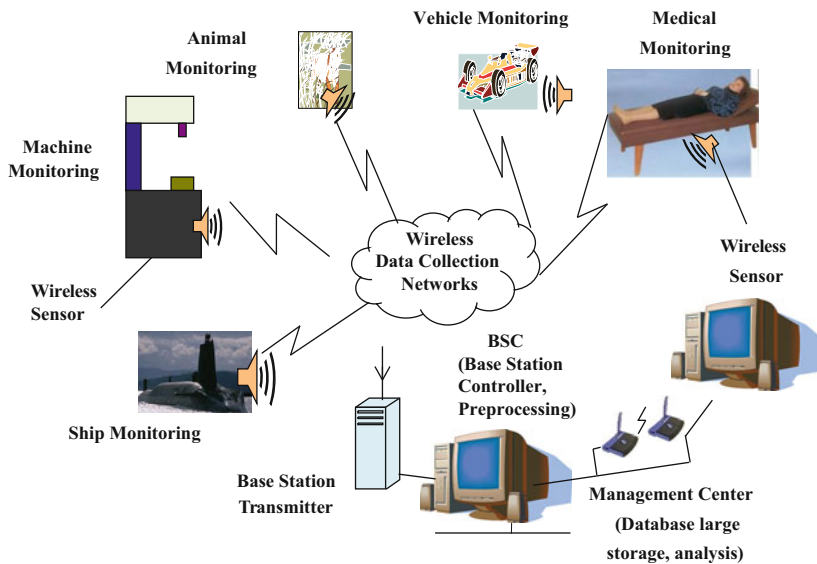 Animal
Monitoring
Vehicle Monitoring
Medical
Monitoring
Machine
Monitoring
Wireless
Data Collection
Networks
Wireless
Sensor
Wireless
Sensor
Ship Monitoring
BSC
(Base Station
Controller,
Preprocessing)
Base Station
Transmitter
Management Center
(Database large
storage, analysis)